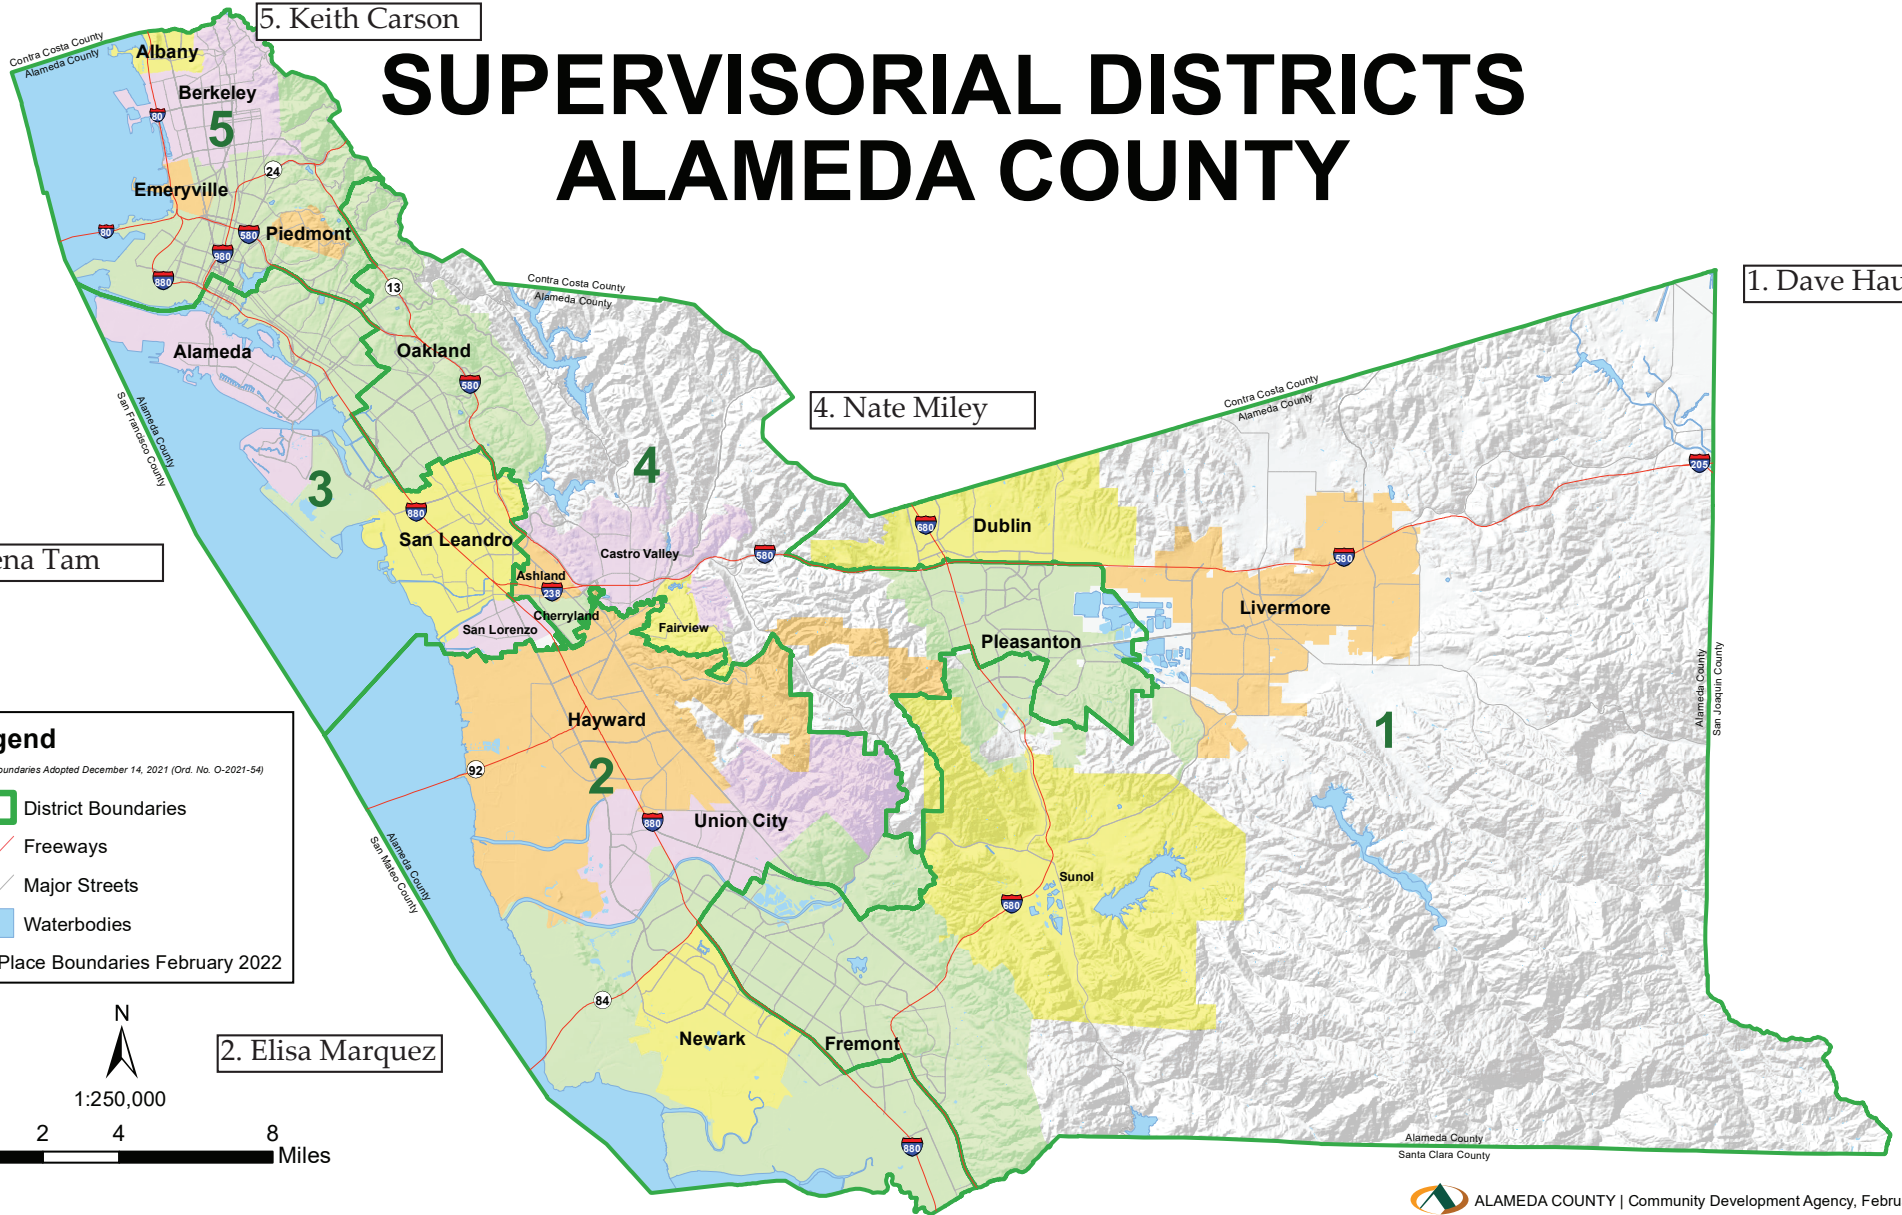 5. Keith Carson
SUPERVISORIAL DISTRICTS
ALAMEDA COUNTY
Contra Costa County
Alameda County
Albany
Berkeley
80
5
24
Emeryville
80
580
Piedmont
980
880
13
Contra Costa County
Alameda County
1. Dave Hau
Alameda
Oakland
580
Alameda County
San Francisco County
4. Nate Miley
Contra Costa County
Alameda County
4
3
205
880
680
Dublin
San Leandro
Castro Valley
580
580
ena Tam
Ashland
238
Cherryland
San Lorenzo
Fairview
Livermore
Pleasanton
Alameda County
San Joaquin County
Hayward
1
92
2
880
Union City
gend
oundaries Adopted December 14, 2021 (Ord. No. O-2021-54)
District Boundaries
Freeways
Major Streets
Waterbodies
Place Boundaries February 2022
Alameda County
San Mateo County
Sunol
680
84
N
1:250,000
2 4 8
Miles
2. Elisa Marquez
Newark
Fremont
880
Alameda County
Santa Clara County
ALAMEDA COUNTY | Community Development Agency, Febru